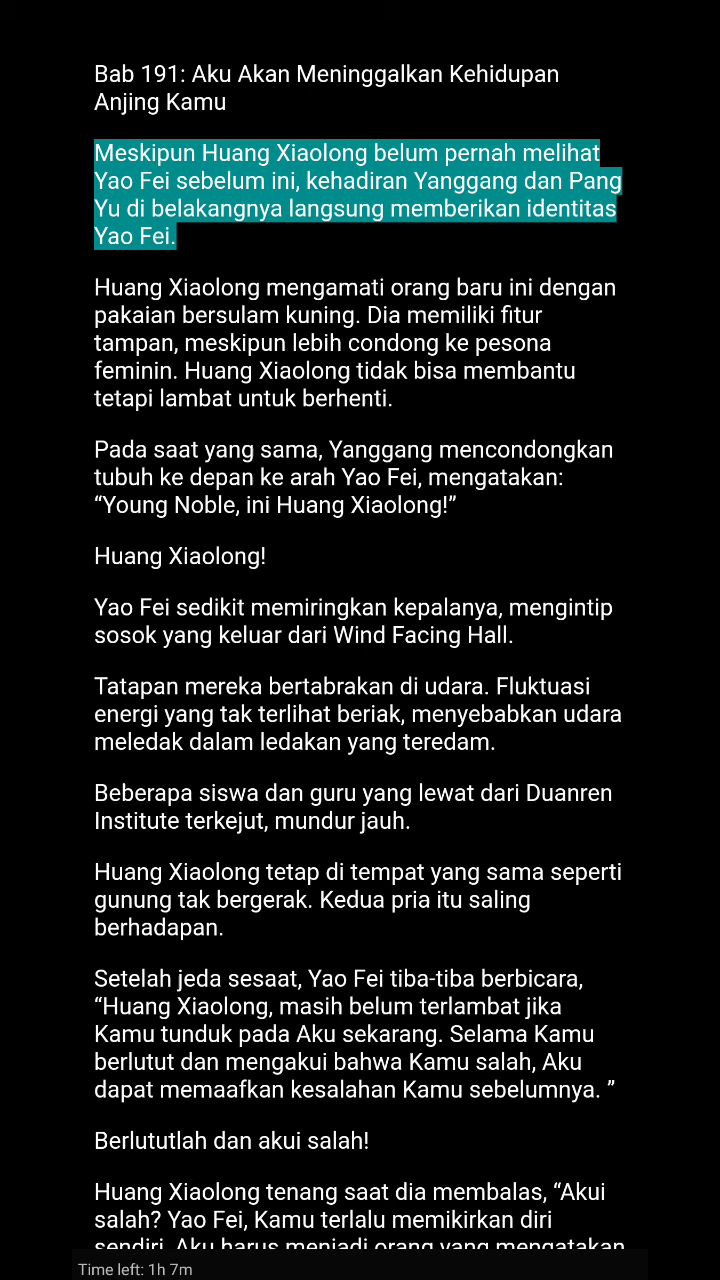 Bab 191: Aku Akan Meninggalkan Kehidupan
Anjing Kamu
Meskipun Huang Xiaolong belum pernah melihat
Yao Fei sebelum ini, kehadiran Yanggang dan Pang
Yu di belakangnya langsung memberikan identitas
Yao Fei.
Huang Xiaolong mengamati orang baru ini dengan
pakaian bersulam kuning. Dia memiliki fitur
tampan, meskipun lebih condong ke pesona
feminin. Huang Xiaolong tidak bisa membantu
tetapi lambat untuk berhenti.
Pada saat yang sama, Yanggang mencondongkan
tubuh ke depan ke arah Yao Fei, mengatakan:
“Young Noble, ini Huang Xiaolong!”
Huang Xiaolong!
Yao Fei sedikit memiringkan kepalanya, mengintip
sosok yang keluar dari Wind Facing Hall.
Tatapan mereka bertabrakan di udara. Fluktuasi
energi yang tak terlihat beriak, menyebabkan udara
meledak dalam ledakan yang teredam.
Beberapa siswa dan guru yang lewat dari Duanren
Institute terkejut, mundur jauh.
Huang Xiaolong tetap di tempat yang sama seperti
gunung tak bergerak. Kedua pria itu saling
berhadapan.
Setelah jeda sesaat, Yao Fei tiba-tiba berbicara,
“Huang Xiaolong, masih belum terlambat jika
Kamu tunduk pada Aku sekarang. Selama Kamu
berlutut dan mengakui bahwa Kamu salah, Aku
dapat memaafkan kesalahan Kamu sebelumnya. ”
Berlututlah dan akui salah!
Huang Xiaolong tenang saat dia membalas, “Akui
salah? Yao Fei, Kamu terlalu memikirkan diri
sendiri. Aku harus menjadi orang yang mengatakan
Time left: 1h 7m